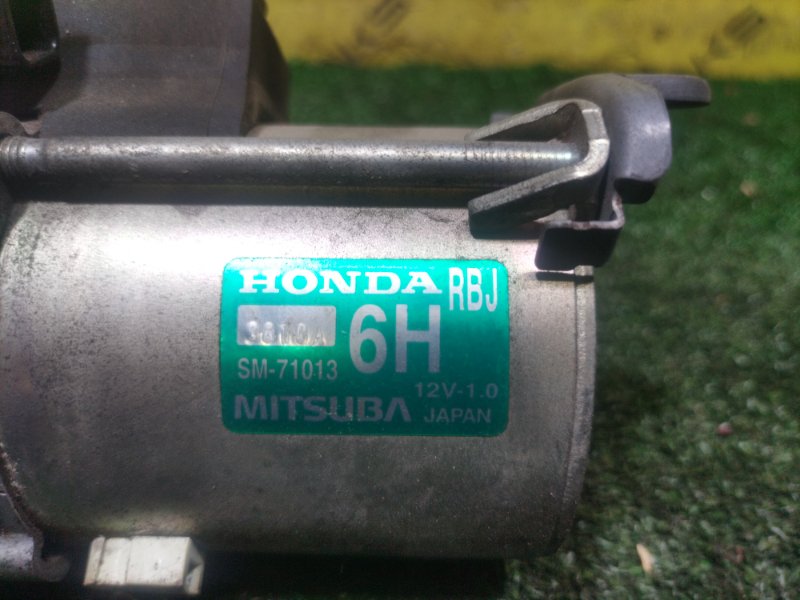 HONDA RBJ
6H
SM-71013
12V-1.0
MITSUBA JAPAN